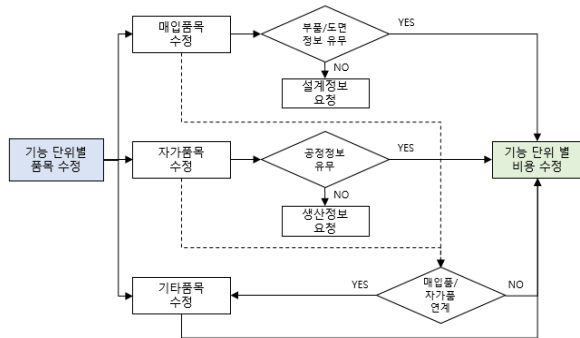 매입품목
수정
부품/도면
정보 유무
YES
NO
설계정보
요청
기능 단위별
품목 수정
자가품목
수정
공정정보
유무
YES
기능 단위 별
비용 수정
NO
생산정보
요청
기타품목
수정
YES
매입품/
자가품
연계
NO